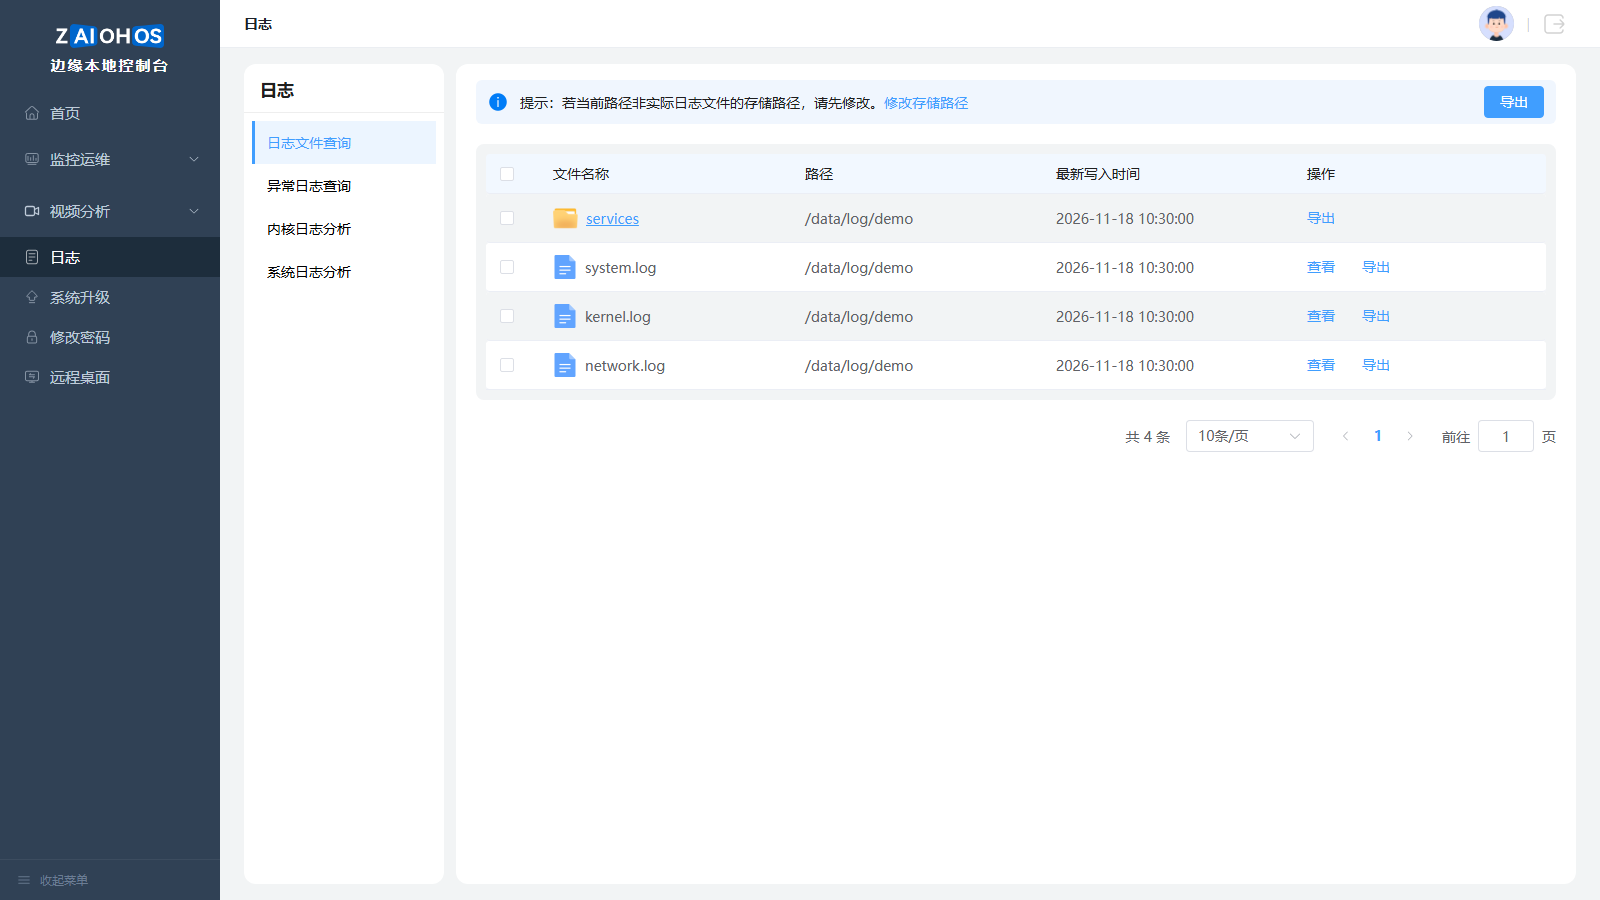 ZAIOHOS
边缘本地控制台
首页
监控运维
视频分析
日志
系统升级
修改密码
远程桌面
收起菜单
日志
日志
日志文件查询
异常日志查询
内核日志分析
系统日志分析
提示：若当前路径非实际日志文件的存储路径，请先修改。修改存储路径
导出
文件名称 路径 最新写入时间 操作
services /data/log/demo 2026-11-18 10:30:00 导出
system.log /data/log/demo 2026-11-18 10:30:00 查看 导出
kernel.log /data/log/demo 2026-11-18 10:30:00 查看 导出
network.log /data/log/demo 2026-11-18 10:30:00 查看 导出
共 4 条 10条/页 1 前往 1 页